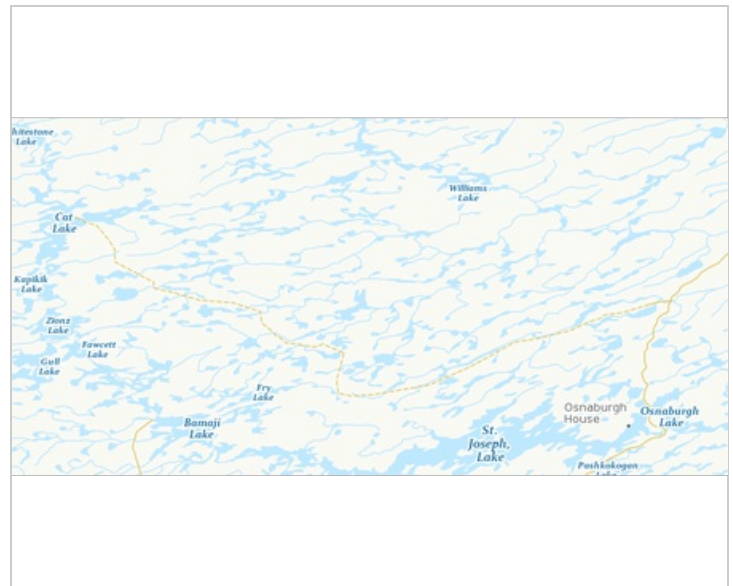 hitestone
Lake
Williams
Lake
Cat
Lake
Kapikik
Lake
Zionz
Lake
Fawcett
Lake
Gull
Lake
Fry
Lake
Osnaburgh
House
Osnaburgh
Lake
Bamaji
Lake
St.
Joseph,
Lake
Pashkokogan
Lake